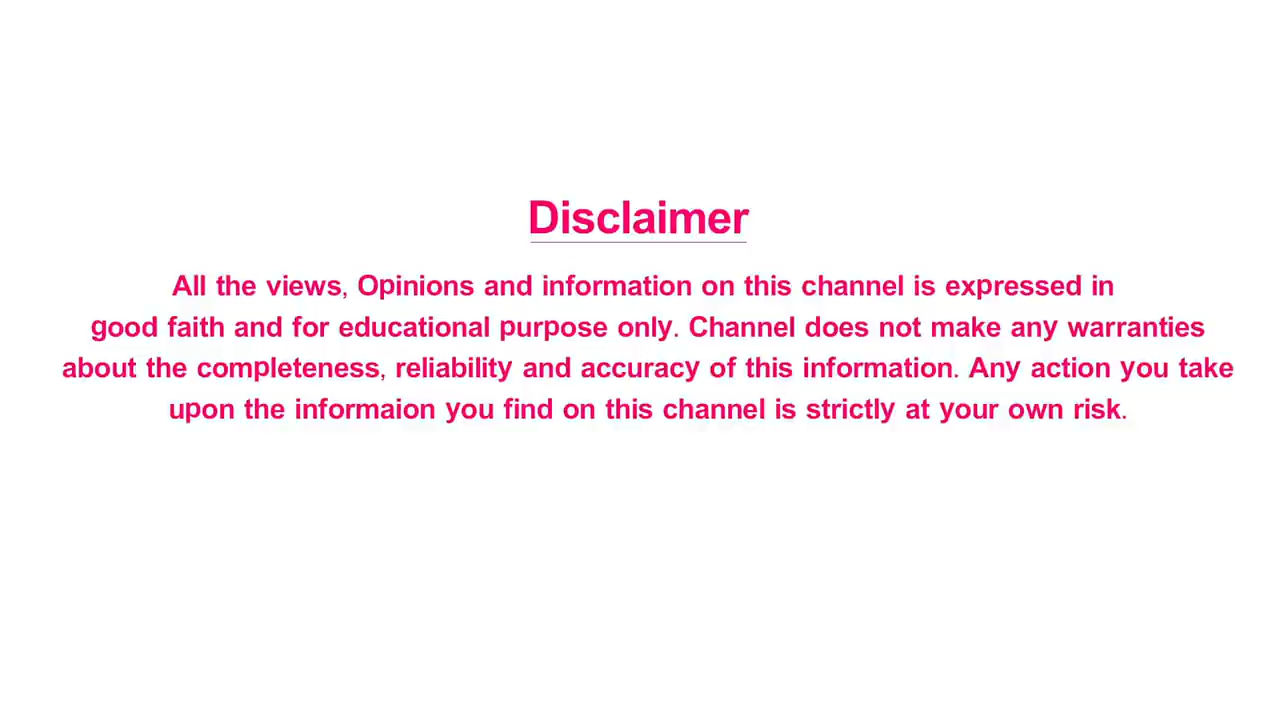 Disclaimer
All the views, Opinions and information on this channel is expressed in
good faith and for educational purpose only. Channel does not make any warranties
about the completeness, reliability and accuracy of this information. Any action you take
upon the informaion you find on this channel is strictly at your own risk.